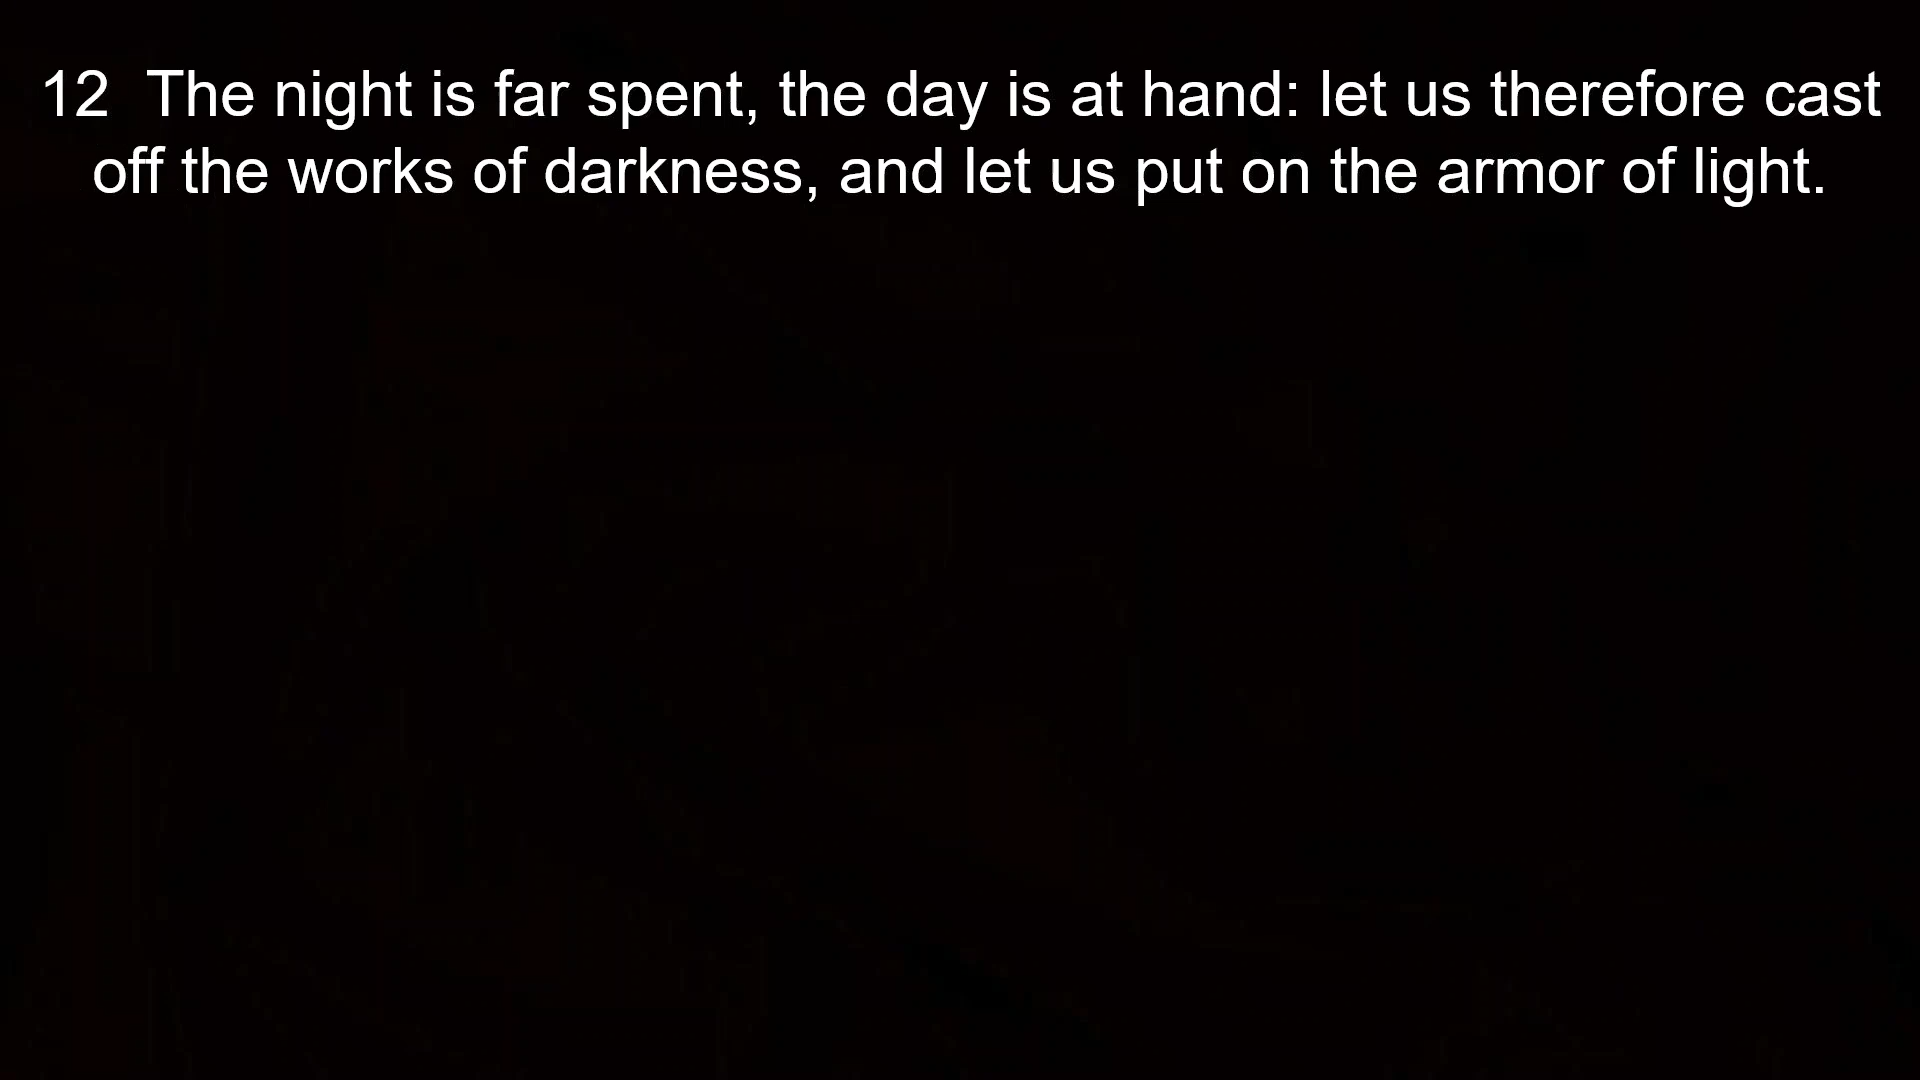 12  The night is far spent, the day is at hand: let us therefore cast
off the works of darkness, and let us put on the armor of light.